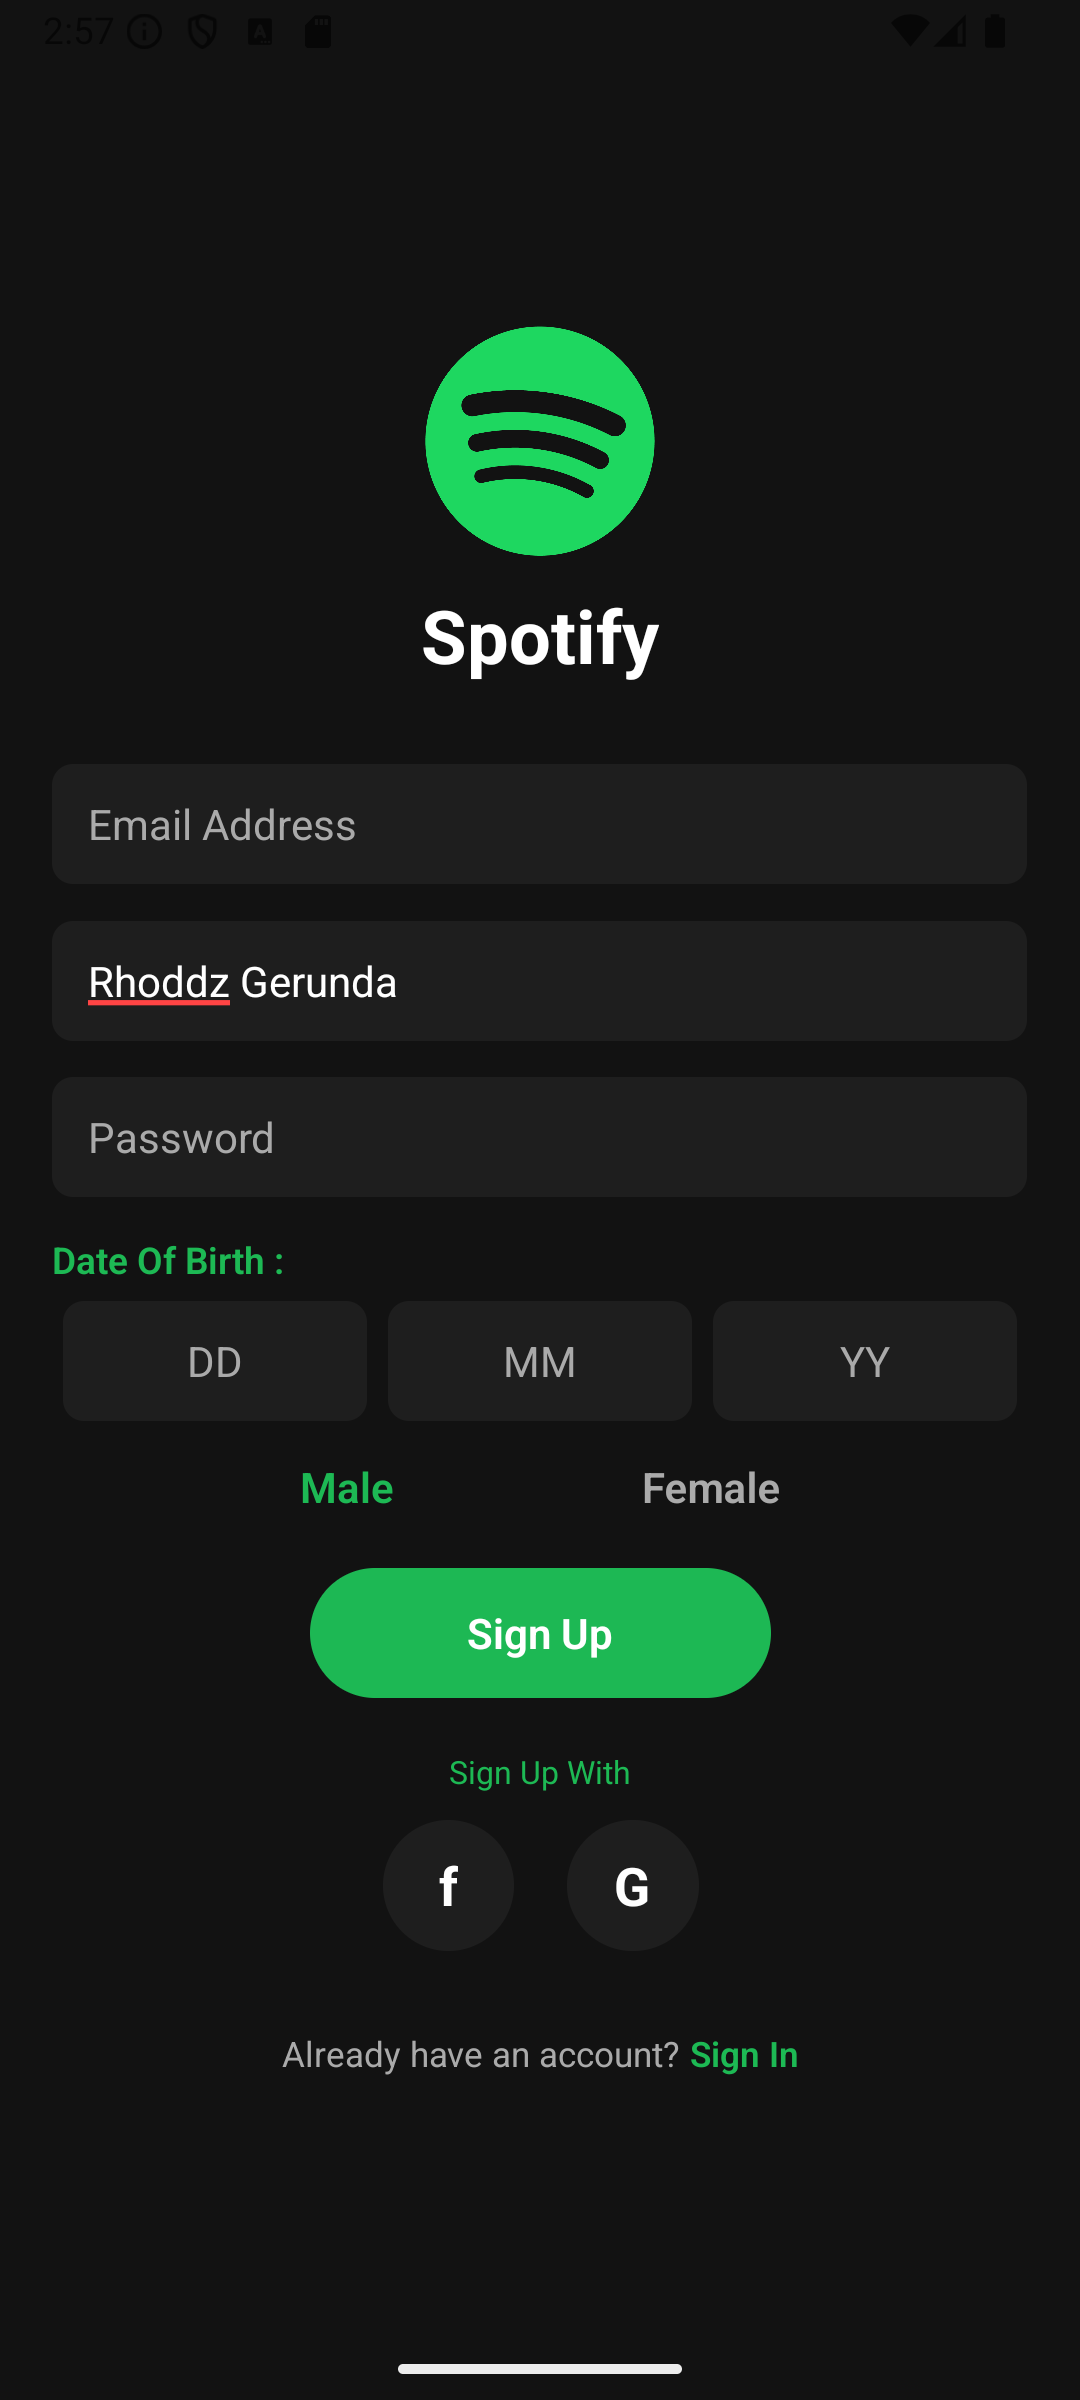 2:57
Spotify
Email Address
Rhoddz Gerunda
Password
Date Of Birth :
DD MM YY
Male Female
Sign Up
Sign Up With
f G
Already have an account? Sign In